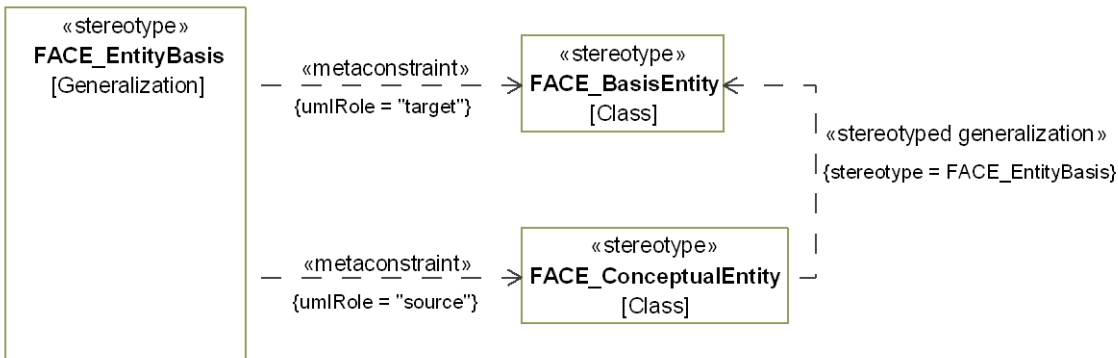 «stereotype»
FACE_EntityBasis
[Generalization]
«metaconstraint»
{umlRole = "target"}
«stereotype»
FACE_BasisEntity
[Class]
«stereotyped generalization»
{stereotype = FACE_EntityBasis}
«metaconstraint»
{umlRole = "source"}
«stereotype»
FACE_ConceptualEntity
[Class]